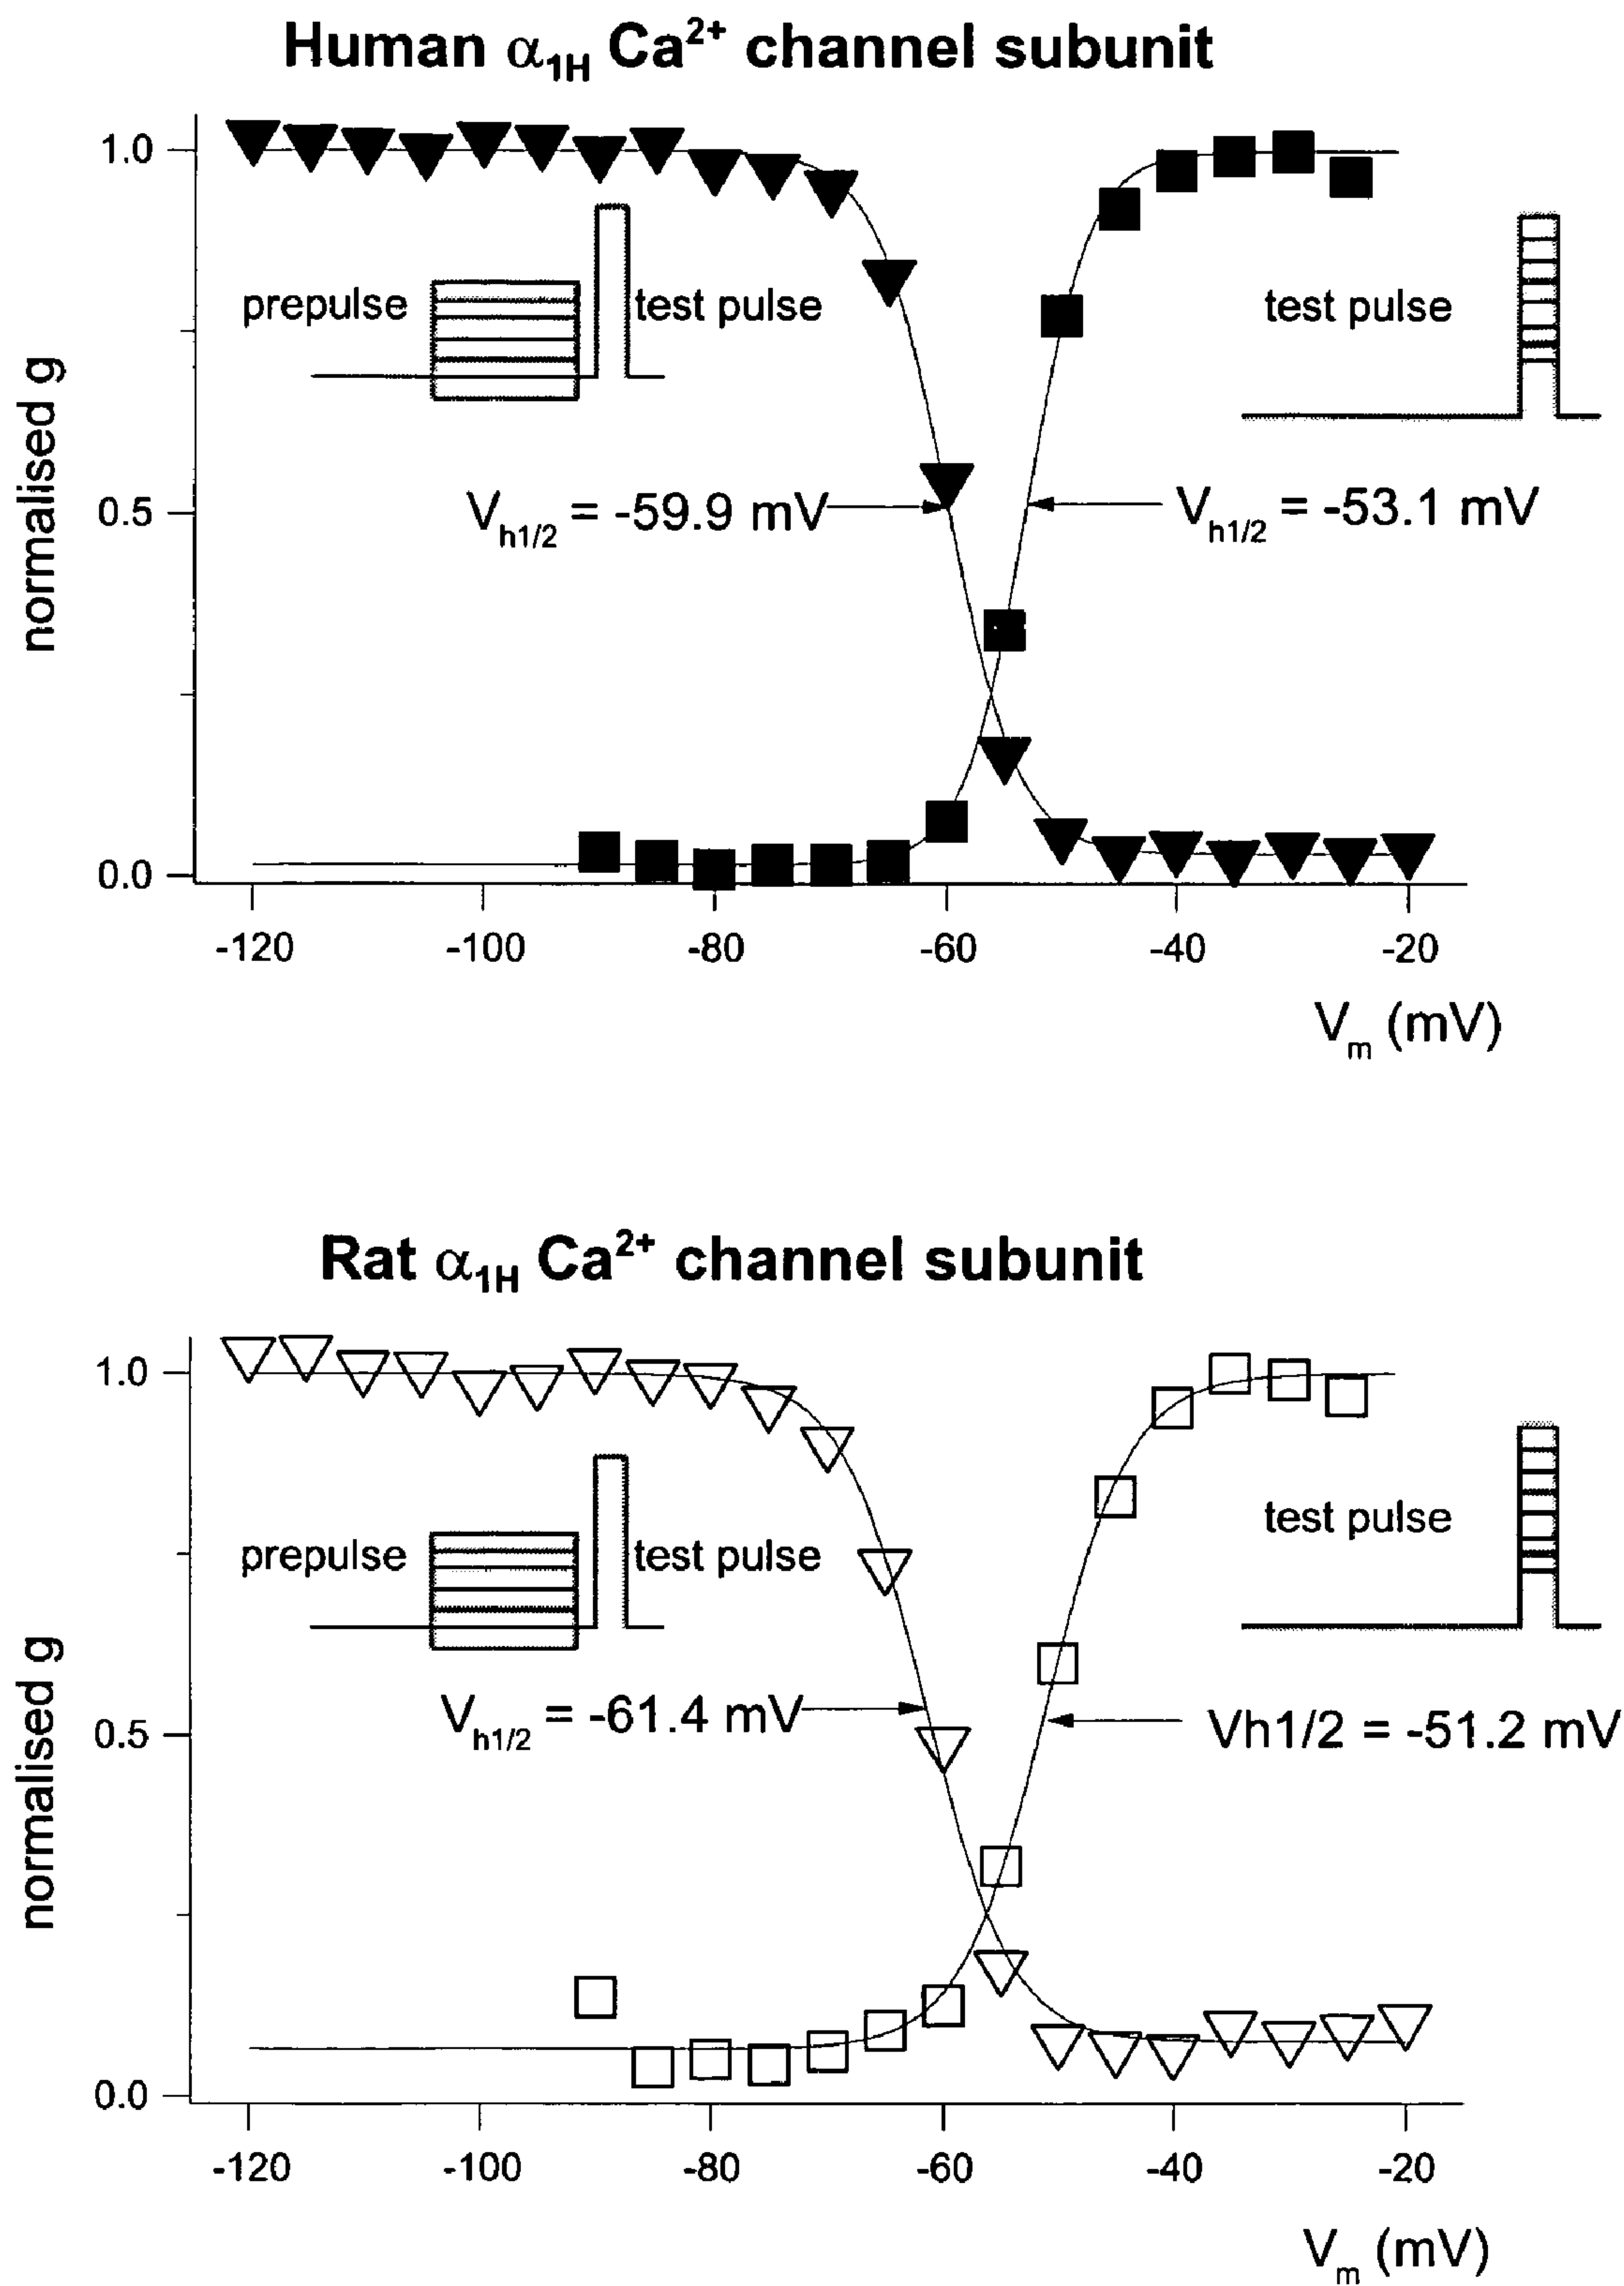 Human α1H Ca2+ channel subunit
1.0
prepulse
test pulse
test pulse
normalised g
0.5
Vh1/2 = -59.9 mV
Vh1/2 = -53.1 mV
0.0
-120 -100 -80 -60 -40 -20
Vm (mV)
Rat α1H Ca2+ channel subunit
1.0
prepulse
test pulse
test pulse
normalised g
0.5
Vh1/2 = -61.4 mV
Vh1/2 = -51.2 mV
0.0
-120 -100 -80 -60 -40 -20
Vm (mV)